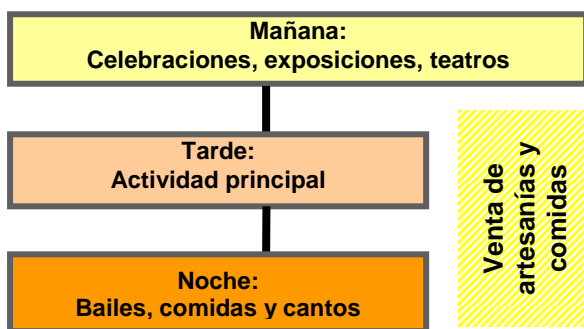 Mañana:
Celebraciones, exposiciones, teatros
Tarde:
Actividad principal
Noche:
Bailes, comidas y cantos
Venta de
artesanías y
comidas